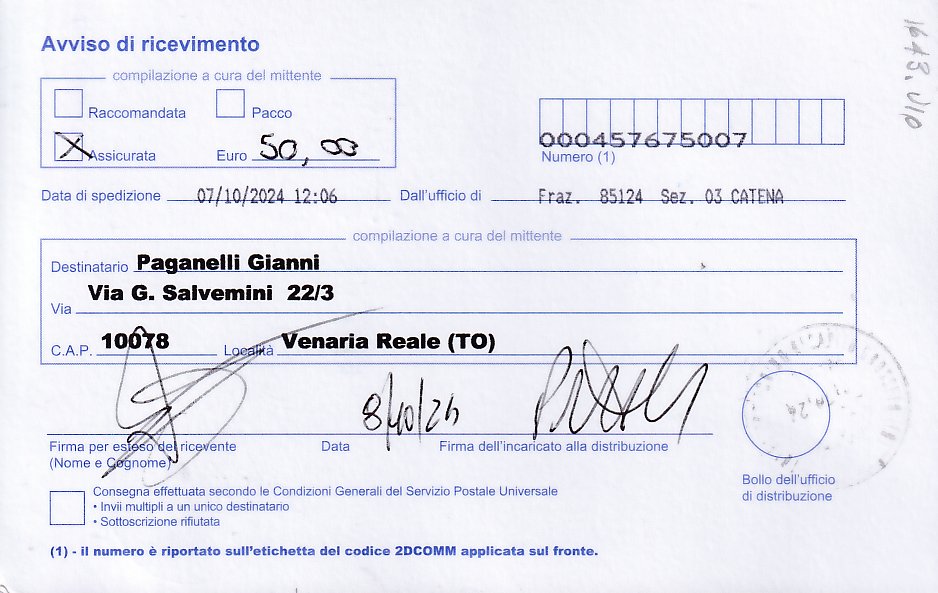 Avviso di ricevimento
compilazione a cura del mittente
Raccomandata Pacco
X Assicurata Euro 50,00
000457675007
Numero (1)
Data di spedizione 07/10/2024 12:06 Dall'ufficio di Fraz. 85124 Sez. 03 CATENA
compilazione a cura del mittente
Destinatario Paganelli Gianni
Via Via G. Salvemini 22/3
C.A.P. 10078 Località Venaria Reale (TO)
8/10/24
Firma per esteso del ricevente Data Firma dell'incaricato alla distribuzione
(Nome e Cognome)
Bollo dell'ufficio
di distribuzione
Consegna effettuata secondo le Condizioni Generali del Servizio Postale Universale
• Invii multipli a un unico destinatario
• Sottoscrizione rifiutata
(1) - il numero è riportato sull'etichetta del codice 2DCOMM applicata sul fronte.